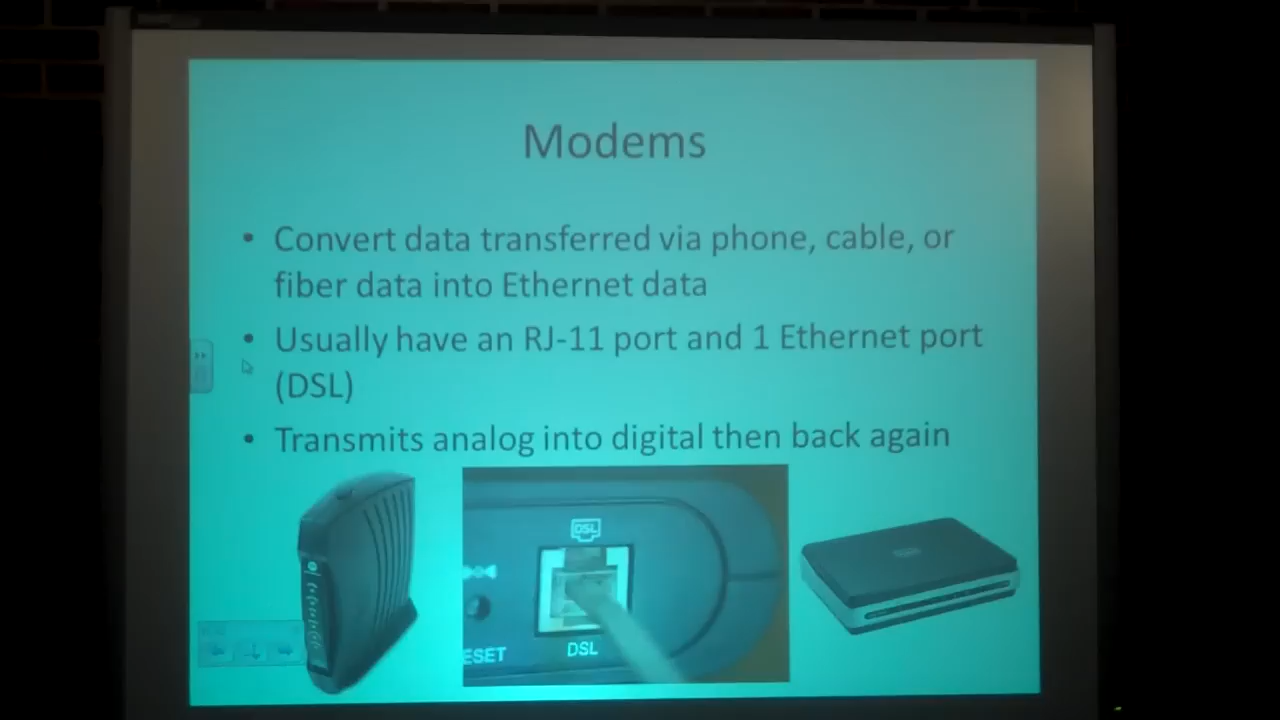 Modems
• Convert data transferred via phone, cable, or
fiber data into Ethernet data
• Usually have an RJ-11 port and 1 Ethernet port
(DSL)
• Transmits analog into digital then back again
DSL
ESET
DSL